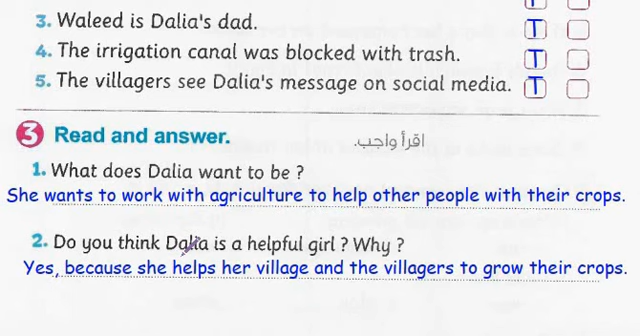 3. Waleed is Dalia's dad. T
4. The irrigation canal was blocked with trash. T
5. The villagers see Dalia's message on social media. T
3 Read and answer. اقرأ واجب.
1. What does Dalia want to be ?
She wants to work with agriculture to help other people with their crops.
2. Do you think Dalia is a helpful girl ? Why ?
Yes, because she helps her village and the villagers to grow their crops.